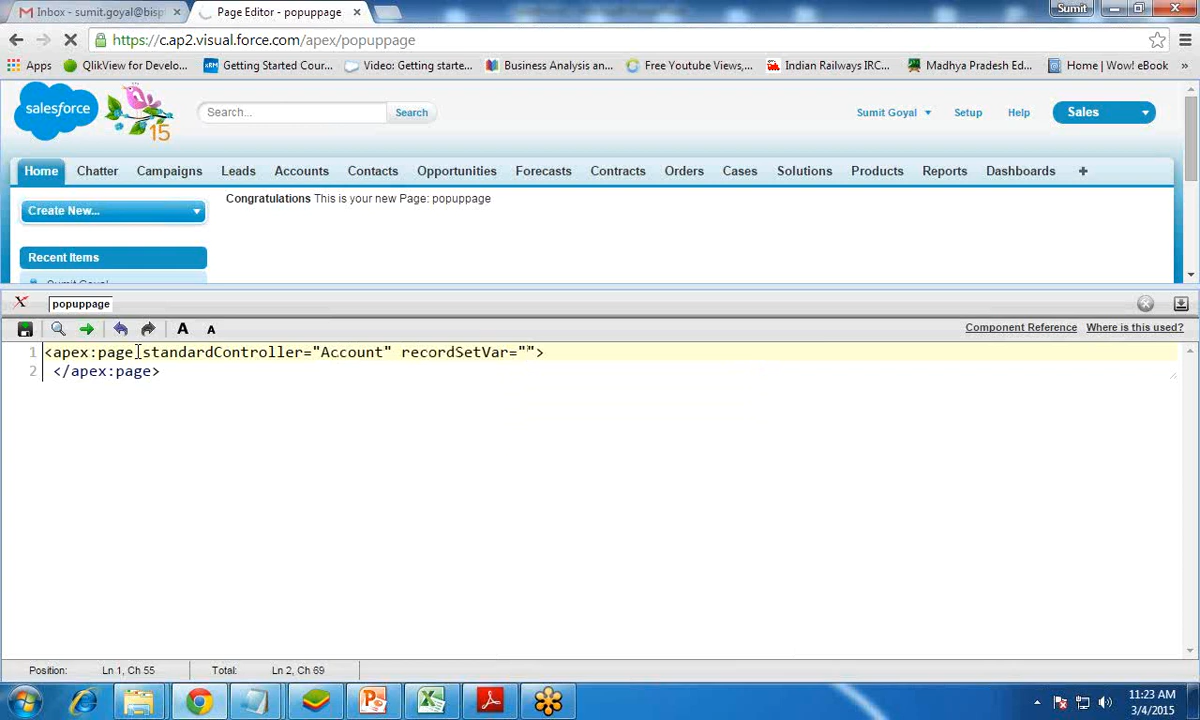 Inbox - sumit.goyal@bisp
Page Editor - popuppage
Sumit
https://c.ap2.visual.force.com/apex/popuppage
Apps
QlikView for Develo...
Getting Started Cour...
Video: Getting starte...
Business Analysis an...
Free Youtube Views,...
Indian Railways IRC...
Madhya Pradesh Ed...
Home | Wow! eBook
»
salesforce
15
Search...
Search
Sumit Goyal
Setup
Help
Sales
Home
Chatter
Campaigns
Leads
Accounts
Contacts
Opportunities
Forecasts
Contracts
Orders
Cases
Solutions
Products
Reports
Dashboards
+
Create New...
Congratulations This is your new Page: popuppage
Recent Items
Sumit Goyal
popuppage
A A
Component Reference
Where is this used?
1 <apex:page standardController="Account" recordSetVar="">
2 </apex:page>
Position: Ln 1, Ch 55 Total: Ln 2, Ch 69
11:23 AM
3/4/2015